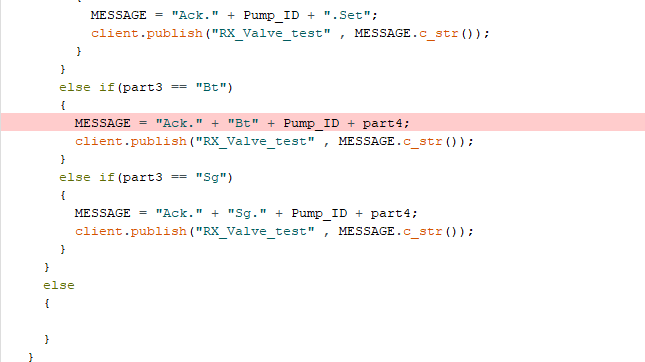 {
MESSAGE = "Ack." + Pump_ID + ".Set";
client.publish("RX_Valve_test" , MESSAGE.c_str());
}
}
else if(part3 == "Bt")
{
MESSAGE = "Ack." + "Bt" + Pump_ID + part4;
client.publish("RX_Valve_test" , MESSAGE.c_str());
}
else if(part3 == "Sg")
{
MESSAGE = "Ack." + "Sg." + Pump_ID + part4;
client.publish("RX_Valve_test" , MESSAGE.c_str());
}
}
else
{
}
}